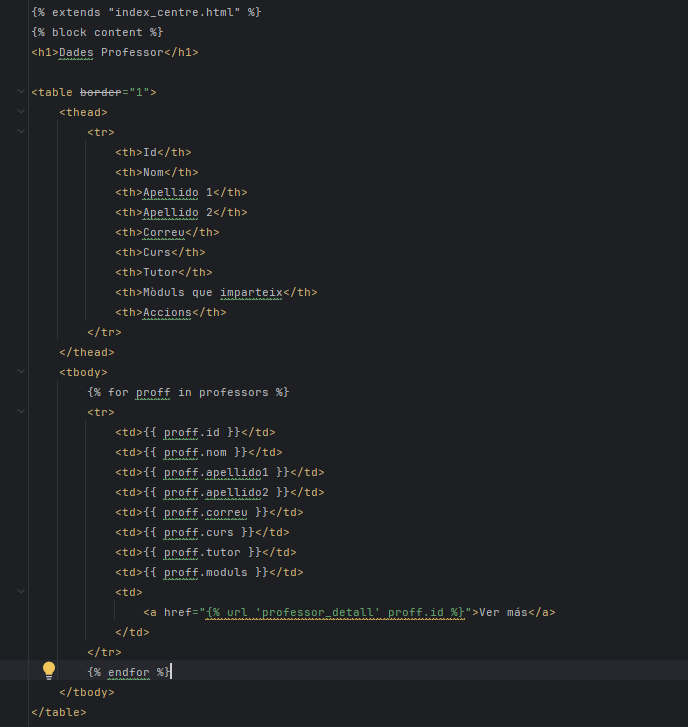 {% extends "index_centre.html" %}
{% block content %}
<h1>Dades Professor</h1>
<table border="1">
<thead>
<tr>
<th>Id</th>
<th>Nom</th>
<th>Apellido 1</th>
<th>Apellido 2</th>
<th>Correu</th>
<th>Curs</th>
<th>Tutor</th>
<th>Mòduls que imparteix</th>
<th>Accions</th>
</tr>
</thead>
<tbody>
{% for proff in professors %}
<tr>
<td>{{ proff.id }}</td>
<td>{{ proff.nom }}</td>
<td>{{ proff.apellido1 }}</td>
<td>{{ proff.apellido2 }}</td>
<td>{{ proff.correu }}</td>
<td>{{ proff.curs }}</td>
<td>{{ proff.tutor }}</td>
<td>{{ proff.moduls }}</td>
<td>
<a href="{% url 'professor_detall' proff.id %}">Ver más</a>
</td>
</tr>
{% endfor %}
</tbody>
</table>